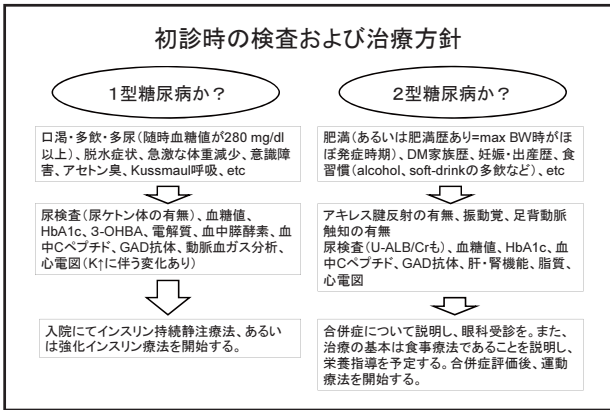 初診時の検査および治療方針
1型糖尿病か?
口渇・多飲・多尿(随時血糖値が280 mg/dl
以上)、脱水症状、急激な体重減少、意識障
害、アセトン臭、Kussmaul呼吸、etc
尿検査(尿ケトン体の有無)、血糖値、
HbA1c、3-OHBA、電解質、血中膵酵素、血
中Cペプチド、GAD抗体、動脈血ガス分析、
心電図(K↑に伴う変化あり)
入院にてインスリン持続静注療法、あるい
は強化インスリン療法を開始する。
2型糖尿病か?
肥満(あるいは肥満歴あり=max BW時がほ
ぼ発症時期)、DM家族歴、妊娠・出産歴、食
習慣(alcohol、soft-drinkの多飲など)、etc
アキレス腱反射の有無、振動覚、足背動脈
触知の有無
尿検査(U-ALB/Crも)、血糖値、HbA1c、血
中Cペプチド、GAD抗体、肝・腎機能、脂質、
心電図
合併症について説明し、眼科受診を。また、
治療の基本は食事療法であることを説明し、
栄養指導を予定する。合併症評価後、運動
療法を開始する。